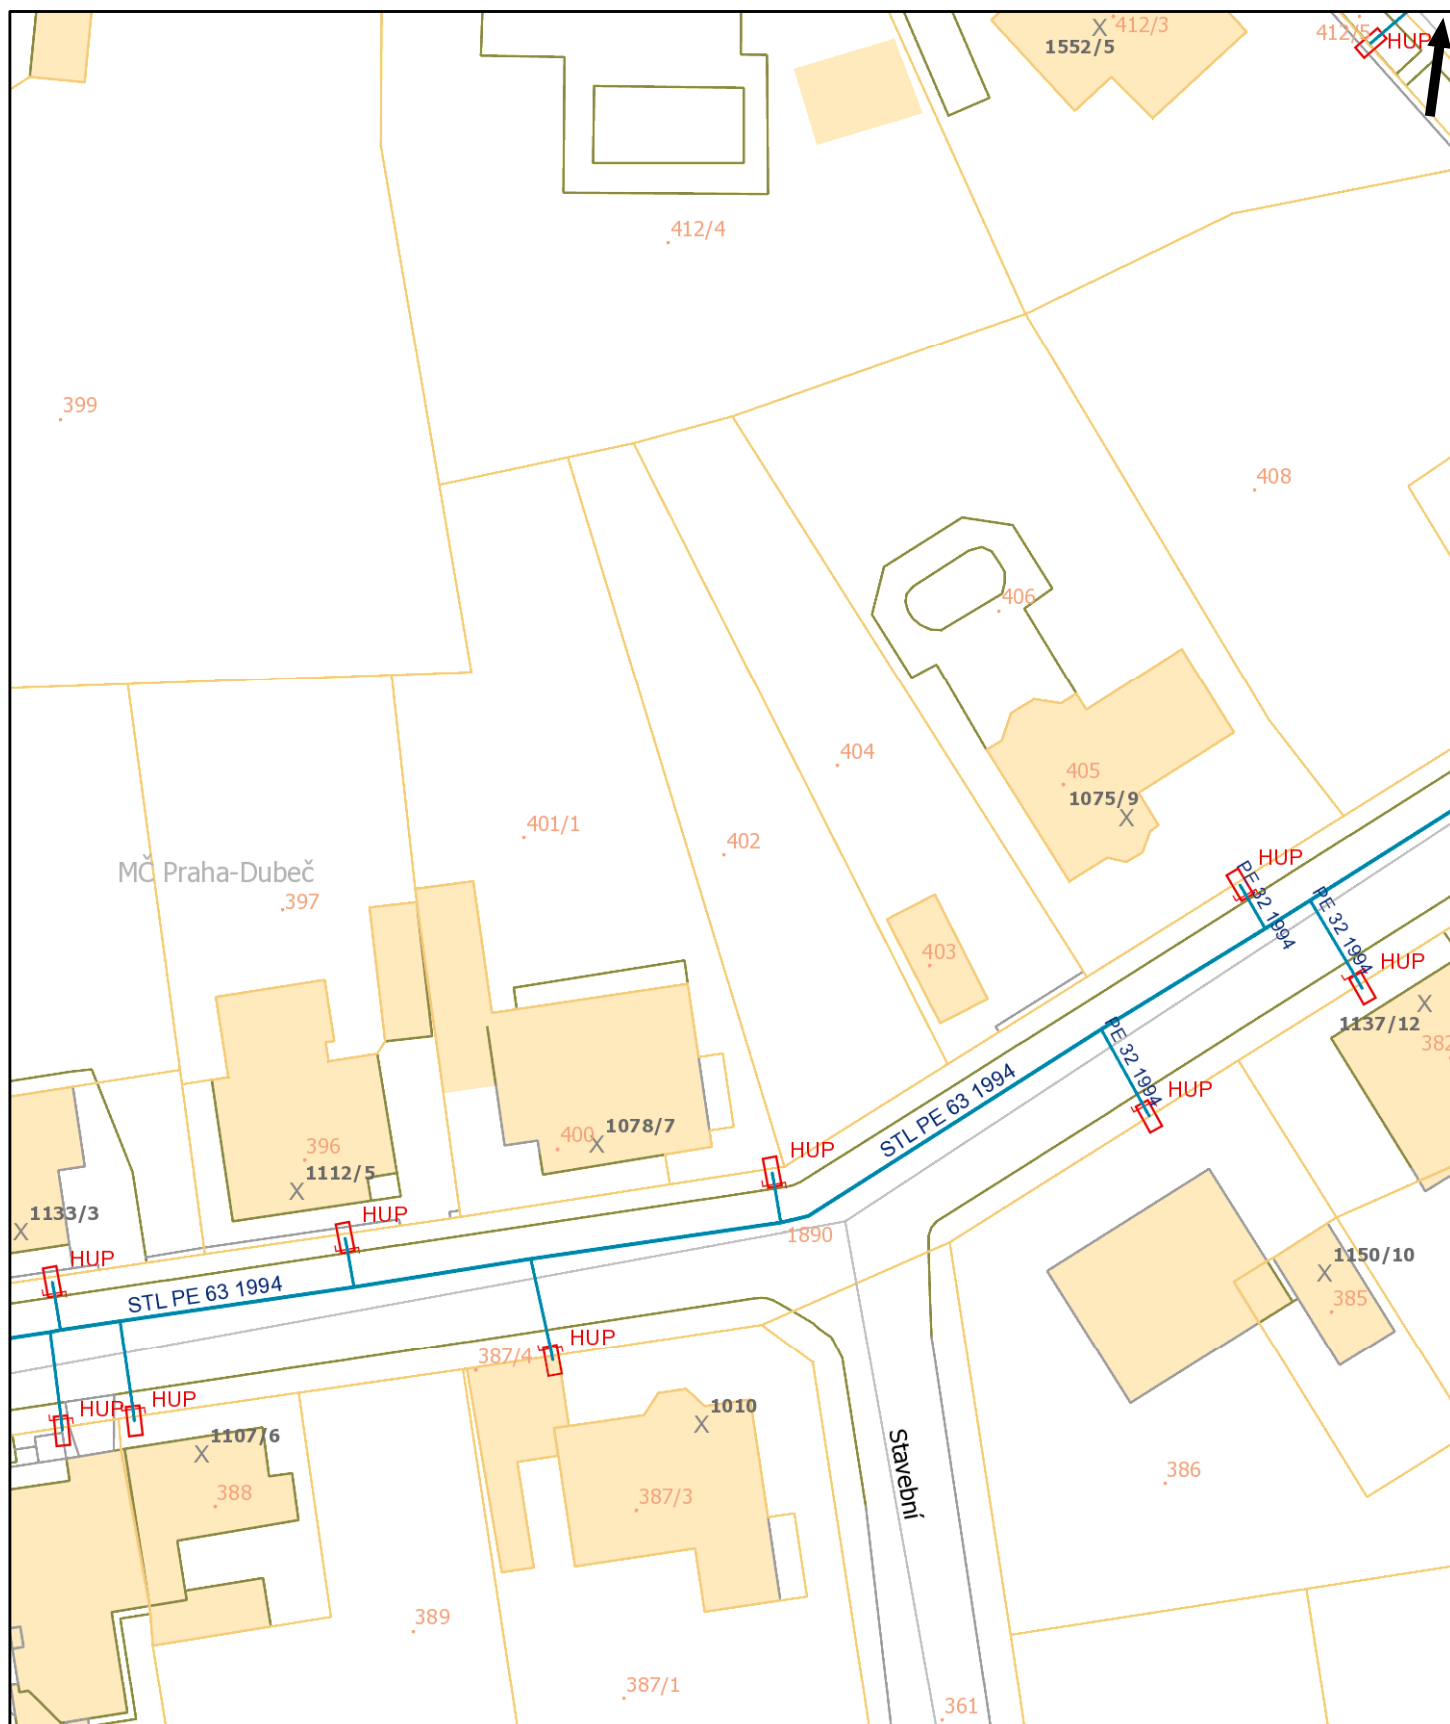 412/3
1552/5
412/5
HUP
412/4
399
408
406
404
405
1075/9
401/1
402
MČ Praha-Dubeč
397
403
HUP
PE 32 1994
PE 32 1994
HUP
1137/12
382
PE 32 1994
HUP
STL PE 63 1994
400
1078/7
396
1112/5
HUP
1133/3
HUP
1890
HUP
1150/10
385
STL PE 63 1994
HUP
387/4
HUP
HUP
1010
1107/6
Stavební
386
388
387/3
389
387/1
361